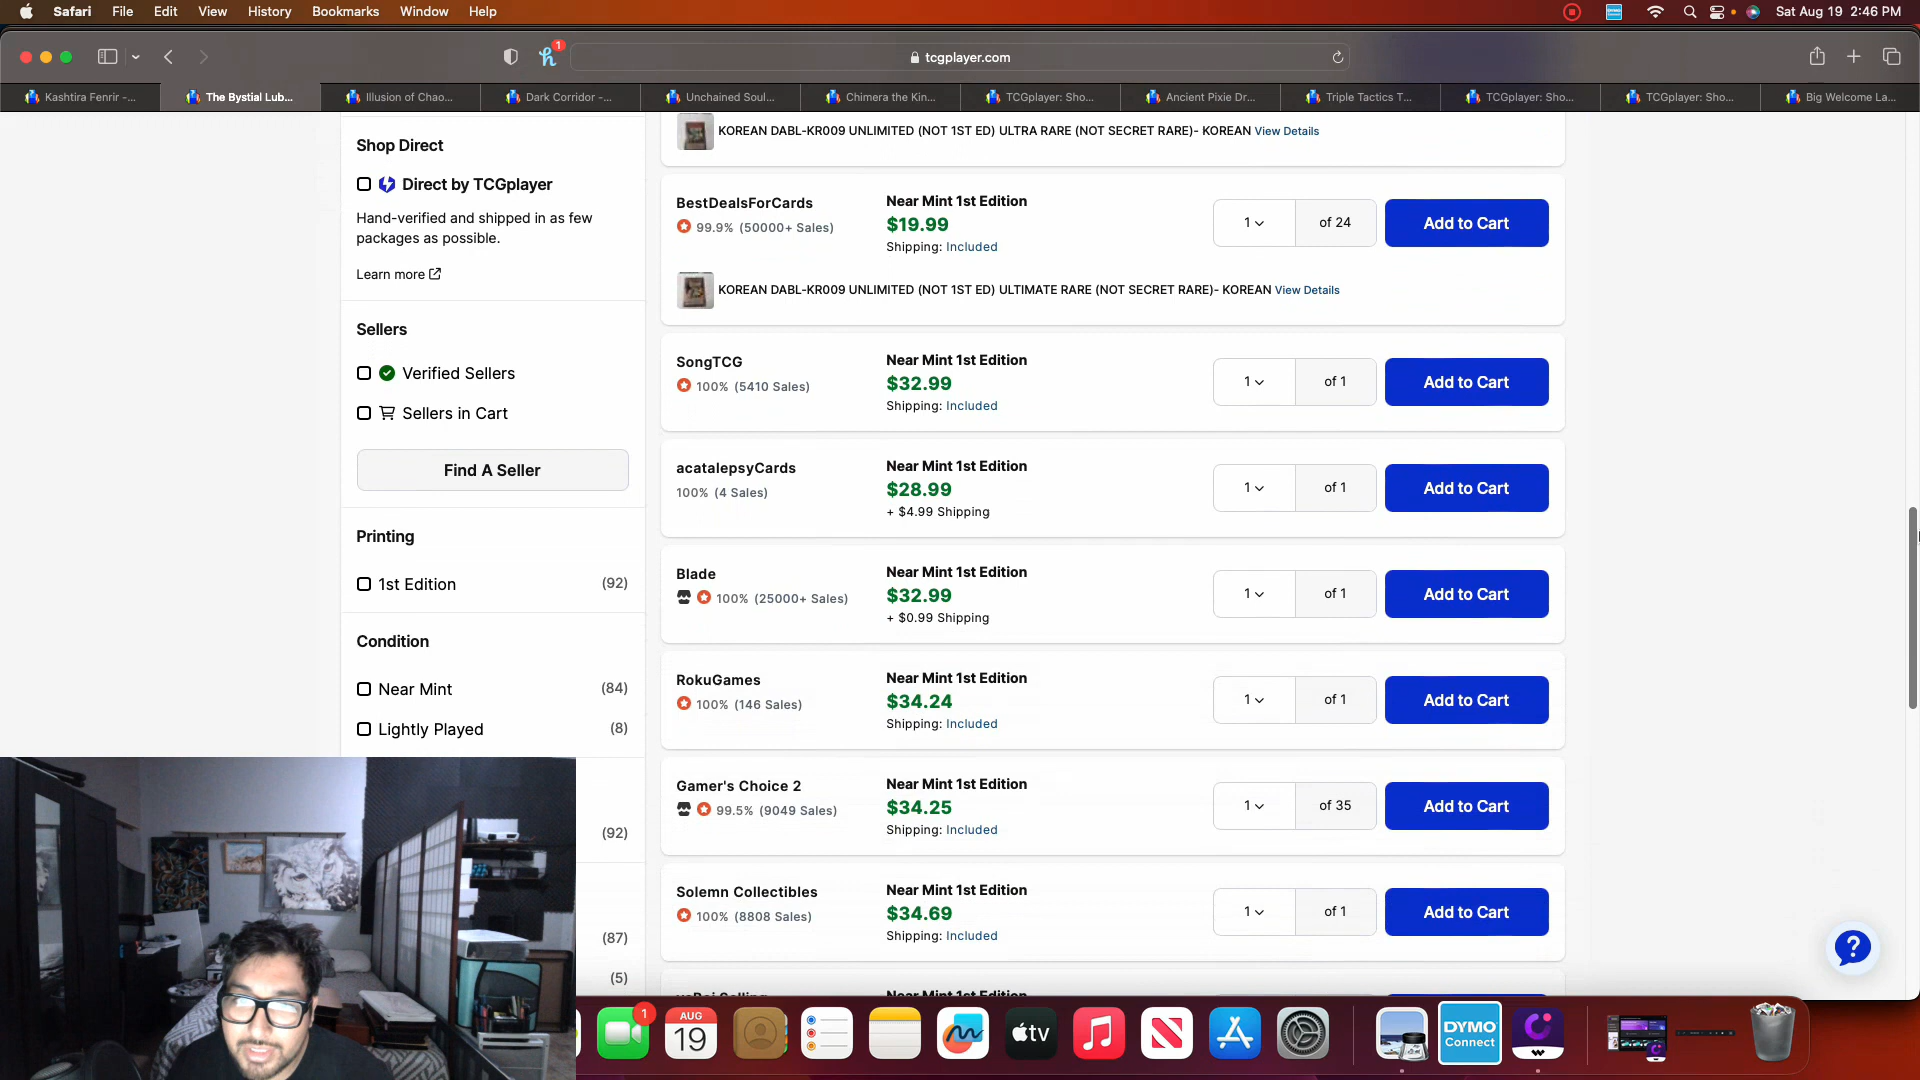 Safari File Edit View History Bookmarks Window Help
Sat Aug 19 2:46 PM
1
tcgplayer.com
Kashtira Fenrir -...
The Bystial Lub...
Illusion of Chao...
Dark Corridor -...
Unchained Soul...
Chimera the Kin...
TCGplayer: Sho...
Ancient Pixie Dr...
Triple Tactics T...
TCGplayer: Sho...
TCGplayer: Sho...
Big Welcome La...
Shop Direct
Direct by TCGplayer
Hand-verified and shipped in as few
packages as possible.
Learn more
Sellers
Verified Sellers
Sellers in Cart
Find A Seller
Printing
1st Edition (92)
Condition
Near Mint (84)
Lightly Played (8)
(92)
(87)
(5)
KOREAN DABL-KR009 UNLIMITED (NOT 1ST ED) ULTRA RARE (NOT SECRET RARE)- KOREAN View Details
BestDealsForCards
99.9% (50000+ Sales)
Near Mint 1st Edition
$19.99
Shipping: Included
1 of 24
Add to Cart
KOREAN DABL-KR009 UNLIMITED (NOT 1ST ED) ULTIMATE RARE (NOT SECRET RARE)- KOREAN View Details
SongTCG
100% (5410 Sales)
Near Mint 1st Edition
$32.99
Shipping: Included
1 of 1
Add to Cart
acatalepsyCards
100% (4 Sales)
Near Mint 1st Edition
$28.99
+ $4.99 Shipping
1 of 1
Add to Cart
Blade
100% (25000+ Sales)
Near Mint 1st Edition
$32.99
+ $0.99 Shipping
1 of 1
Add to Cart
RokuGames
100% (146 Sales)
Near Mint 1st Edition
$34.24
Shipping: Included
1 of 1
Add to Cart
Gamer's Choice 2
99.5% (9049 Sales)
Near Mint 1st Edition
$34.25
Shipping: Included
1 of 35
Add to Cart
Solemn Collectibles
100% (8808 Sales)
Near Mint 1st Edition
$34.69
Shipping: Included
1 of 1
Add to Cart
Near Mint 1st Edition
?
1
AUG
19
tv
DYMO
Connect